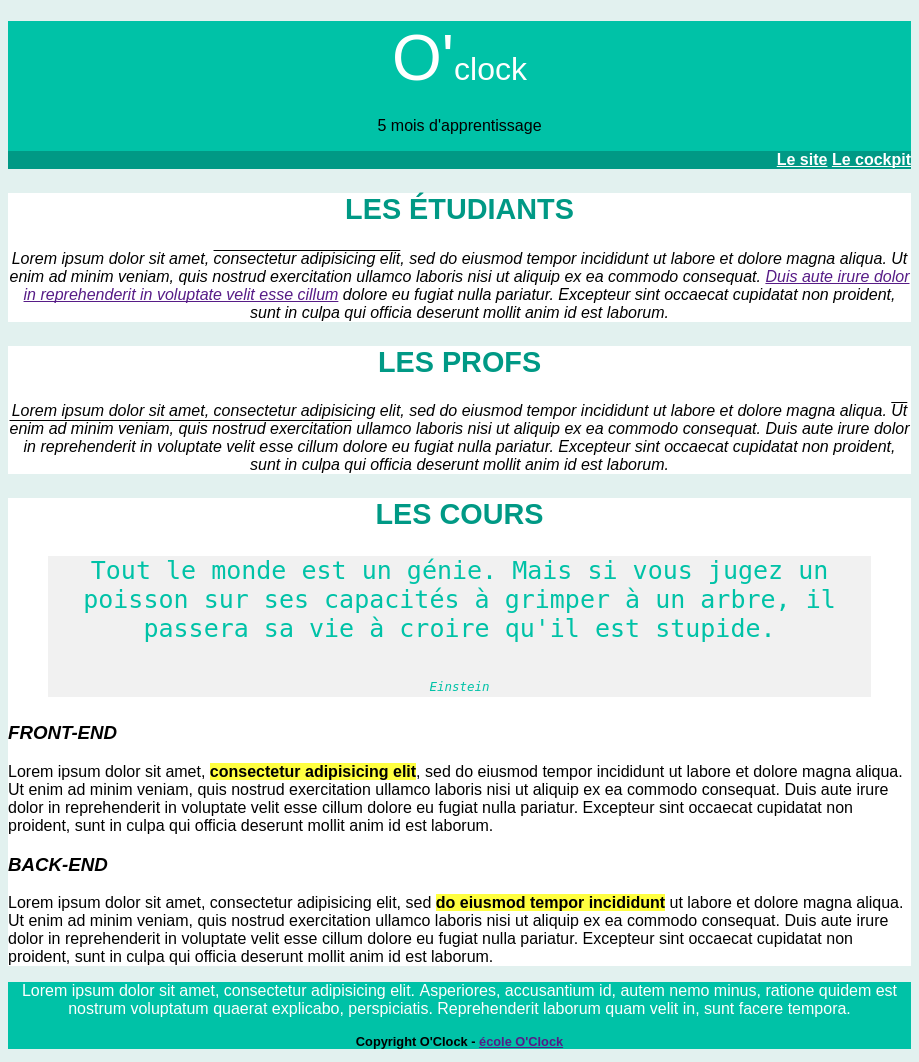 O'clock
5 mois d'apprentissage
Le site Le cockpit
LES ÉTUDIANTS
Lorem ipsum dolor sit amet, consectetur adipisicing elit, sed do eiusmod tempor incididunt ut labore et dolore magna aliqua. Ut
enim ad minim veniam, quis nostrud exercitation ullamco laboris nisi ut aliquip ex ea commodo consequat. Duis aute irure dolor
in reprehenderit in voluptate velit esse cillum dolore eu fugiat nulla pariatur. Excepteur sint occaecat cupidatat non proident,
sunt in culpa qui officia deserunt mollit anim id est laborum.
LES PROFS
Lorem ipsum dolor sit amet, consectetur adipisicing elit, sed do eiusmod tempor incididunt ut labore et dolore magna aliqua. Ut
enim ad minim veniam, quis nostrud exercitation ullamco laboris nisi ut aliquip ex ea commodo consequat. Duis aute irure dolor
in reprehenderit in voluptate velit esse cillum dolore eu fugiat nulla pariatur. Excepteur sint occaecat cupidatat non proident,
sunt in culpa qui officia deserunt mollit anim id est laborum.
LES COURS
Tout le monde est un génie. Mais si vous jugez un
poisson sur ses capacités à grimper à un arbre, il
passera sa vie à croire qu'il est stupide.
Einstein
FRONT-END
Lorem ipsum dolor sit amet, consectetur adipisicing elit, sed do eiusmod tempor incididunt ut labore et dolore magna aliqua.
Ut enim ad minim veniam, quis nostrud exercitation ullamco laboris nisi ut aliquip ex ea commodo consequat. Duis aute irure
dolor in reprehenderit in voluptate velit esse cillum dolore eu fugiat nulla pariatur. Excepteur sint occaecat cupidatat non
proident, sunt in culpa qui officia deserunt mollit anim id est laborum.
BACK-END
Lorem ipsum dolor sit amet, consectetur adipisicing elit, sed do eiusmod tempor incididunt ut labore et dolore magna aliqua.
Ut enim ad minim veniam, quis nostrud exercitation ullamco laboris nisi ut aliquip ex ea commodo consequat. Duis aute irure
dolor in reprehenderit in voluptate velit esse cillum dolore eu fugiat nulla pariatur. Excepteur sint occaecat cupidatat non
proident, sunt in culpa qui officia deserunt mollit anim id est laborum.
Lorem ipsum dolor sit amet, consectetur adipisicing elit. Asperiores, accusantium id, autem nemo minus, ratione quidem est
nostrum voluptatum quaerat explicabo, perspiciatis. Reprehenderit laborum quam velit in, sunt facere tempora.
Copyright O'Clock - école O'Clock